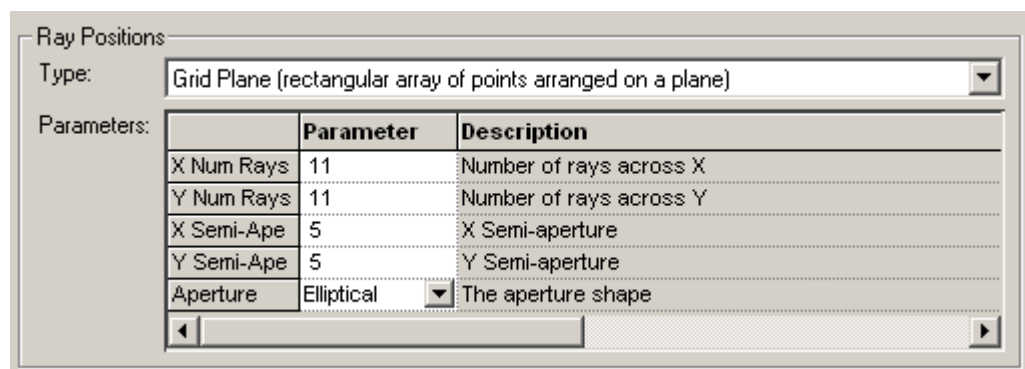 Ray Positions
Type: Grid Plane (rectangular array of points arranged on a plane)
Parameters: Parameter Description
X Num Rays 11 Number of rays across X
Y Num Rays 11 Number of rays across Y
X Semi-Ape 5 X Semi-aperture
Y Semi-Ape 5 Y Semi-aperture
Aperture Elliptical The aperture shape